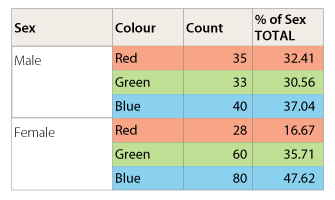 Sex Colour Count % of Sex TOTAL
Male Red 35 32.41
Green 33 30.56
Blue 40 37.04
Female Red 28 16.67
Green 60 35.71
Blue 80 47.62